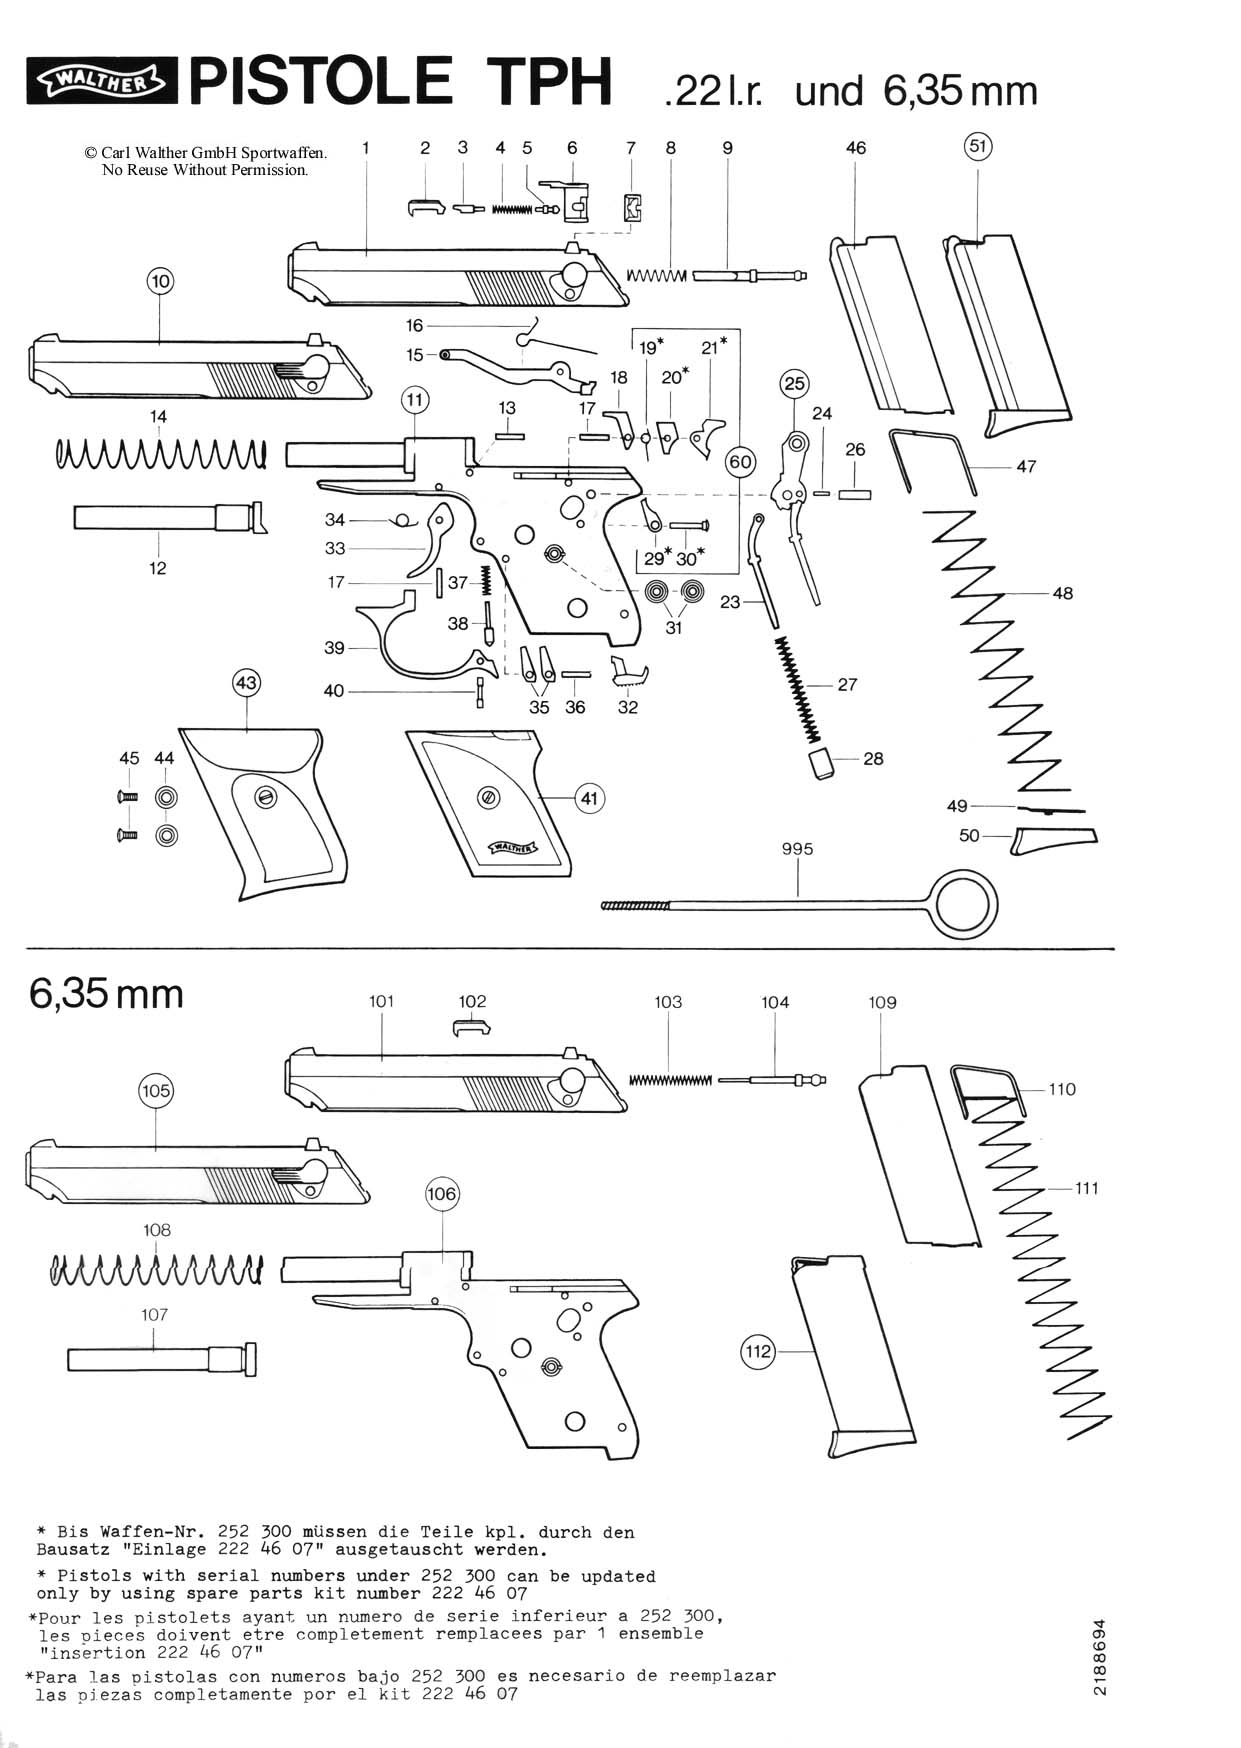 WALTHER PISTOLE TPH .22 l.r. und 6,35 mm
© Carl Walther GmbH Sportwaffen.
No Reuse Without Permission.
1 2 3 4 5 6 7 8 9 46 51
10
16
15 19* 21*
18 20* 25
11 13 17 24
14 26
60 47
34
33 29* 30*
12 17 37 23 48
38 31
39
43 40 35 36 32 27
45 44 28
41 49
WALTHER 50
995
6,35 mm
101 102 103 104 109
105 110
106 111
108
107
112
* Bis Waffen-Nr. 252 300 müssen die Teile kpl. durch den
Bausatz "Einlage 222 46 07" ausgetauscht werden.
* Pistols with serial numbers under 252 300 can be updated
only by using spare parts kit number 222 46 07
*Pour les pistolets ayant un numero de serie inferieur a 252 300,
les pieces doivent etre completement remplacees par 1 ensemble
"insertion 222 46 07"
*Para las pistolas con numeros bajo 252 300 es necesario de reemplazar
las piezas completamente por el kit 222 46 07
2188694